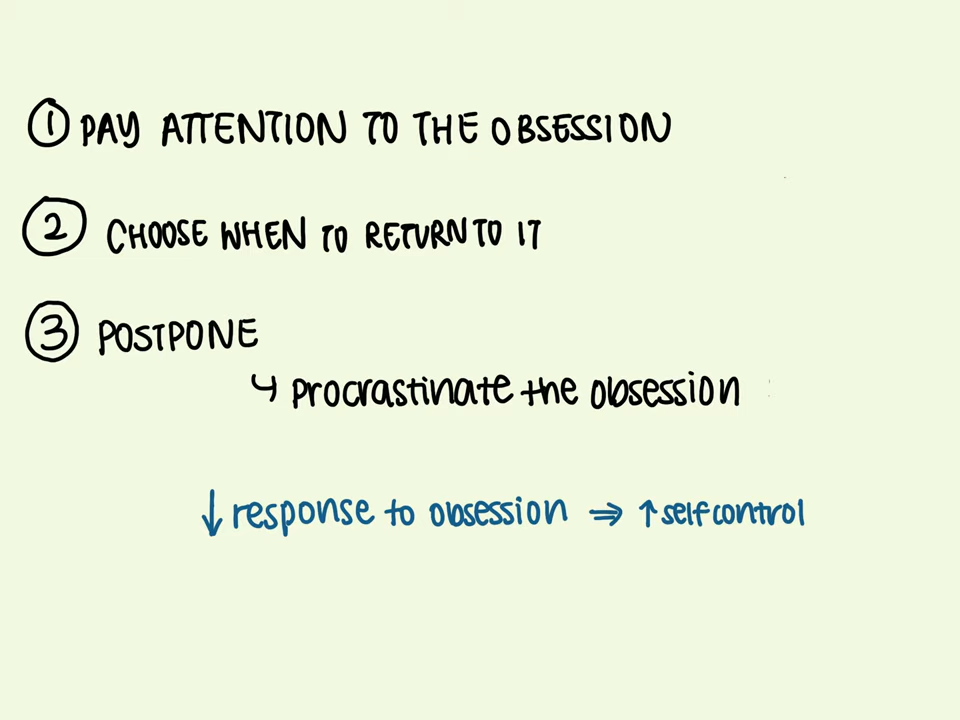 ① PAY ATTENTION TO THE OBSESSION
② CHOOSE WHEN TO RETURN TO IT
③ POSTPONE
↳ procrastinate the obsession
↓ response to obsession ⇒ ↑ self control